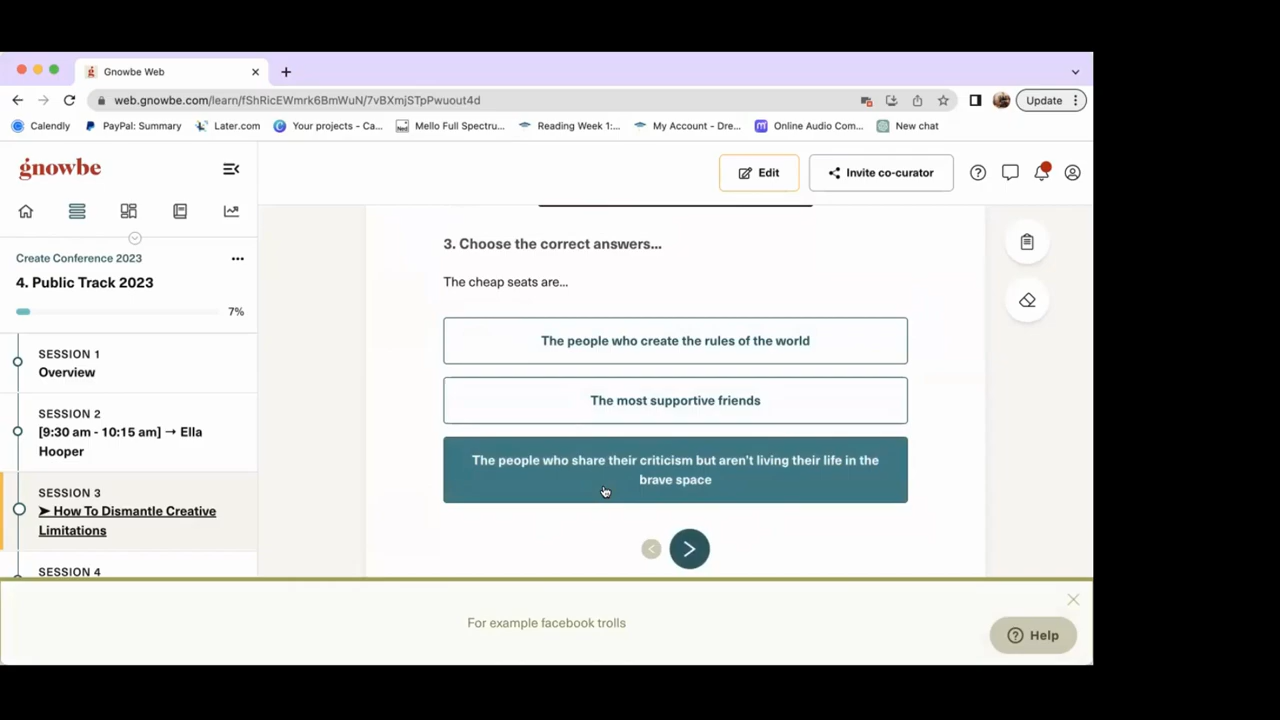 Gnowbe Web
web.gnowbe.com/learn/fShRicEWmrk6BmWuN/7vBXmjSTpPwuout4d
Update
Calendly
PayPal: Summary
Later.com
Your projects - Ca...
Mello Full Spectru...
Reading Week 1:...
My Account - Dre...
Online Audio Com...
New chat
gnowbe
Edit
Invite co-curator
Create Conference 2023
4. Public Track 2023
7%
SESSION 1
Overview
SESSION 2
[9:30 am - 10:15 am] → Ella
Hooper
SESSION 3
➤ How To Dismantle Creative
Limitations
SESSION 4
3. Choose the correct answers...
The cheap seats are...
The people who create the rules of the world
The most supportive friends
The people who share their criticism but aren't living their life in the
brave space
For example facebook trolls
Help